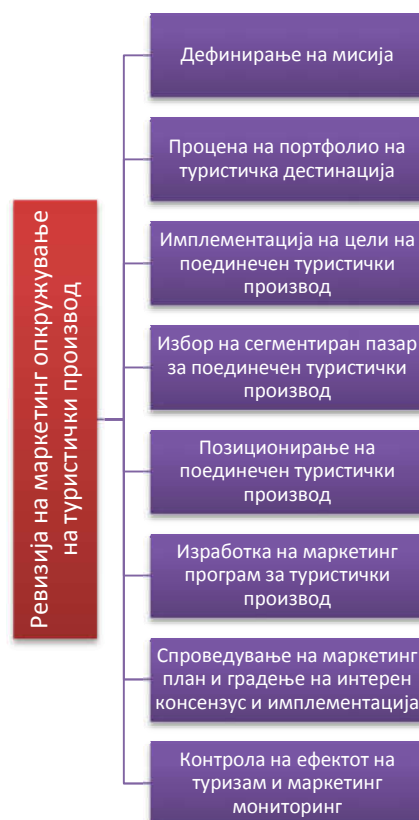 Ревизија на маркетинг опкружување
на туристички производ
Дефинирање на мисија
Процена на портфолио на
туристичка дестинација
Имплементација на цели на
поединечен туристички
производ
Избор на сегментиран пазар
за поединечен туристички
производ
Позиционирање на
поединечен туристички
производ
Изработка на маркетинг
програм за туристички
производ
Спроведување на маркетинг
план и градење на интерен
консензус и имплементација
Контрола на ефектот на
туризам и маркетинг
мониторинг